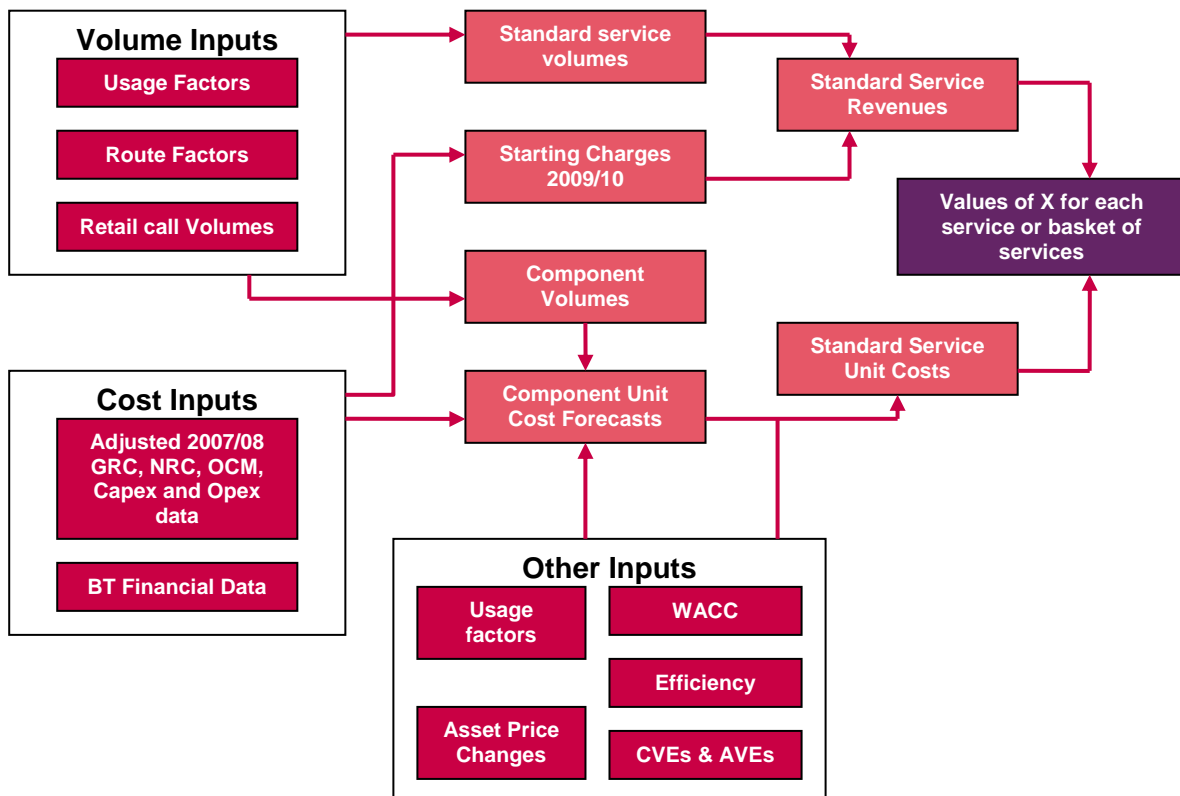 Volume Inputs
Usage Factors
Route Factors
Retail call Volumes
Standard service
volumes
Starting Charges
2009/10
Component
Volumes
Component Unit
Cost Forecasts
Standard Service
Revenues
Values of X for each
service or basket of
services
Standard Service
Unit Costs
Cost Inputs
Adjusted 2007/08
GRC, NRC, OCM,
Capex and Opex
data
BT Financial Data
Other Inputs
Usage
factors
WACC
Efficiency
Asset Price
Changes
CVEs & AVEs